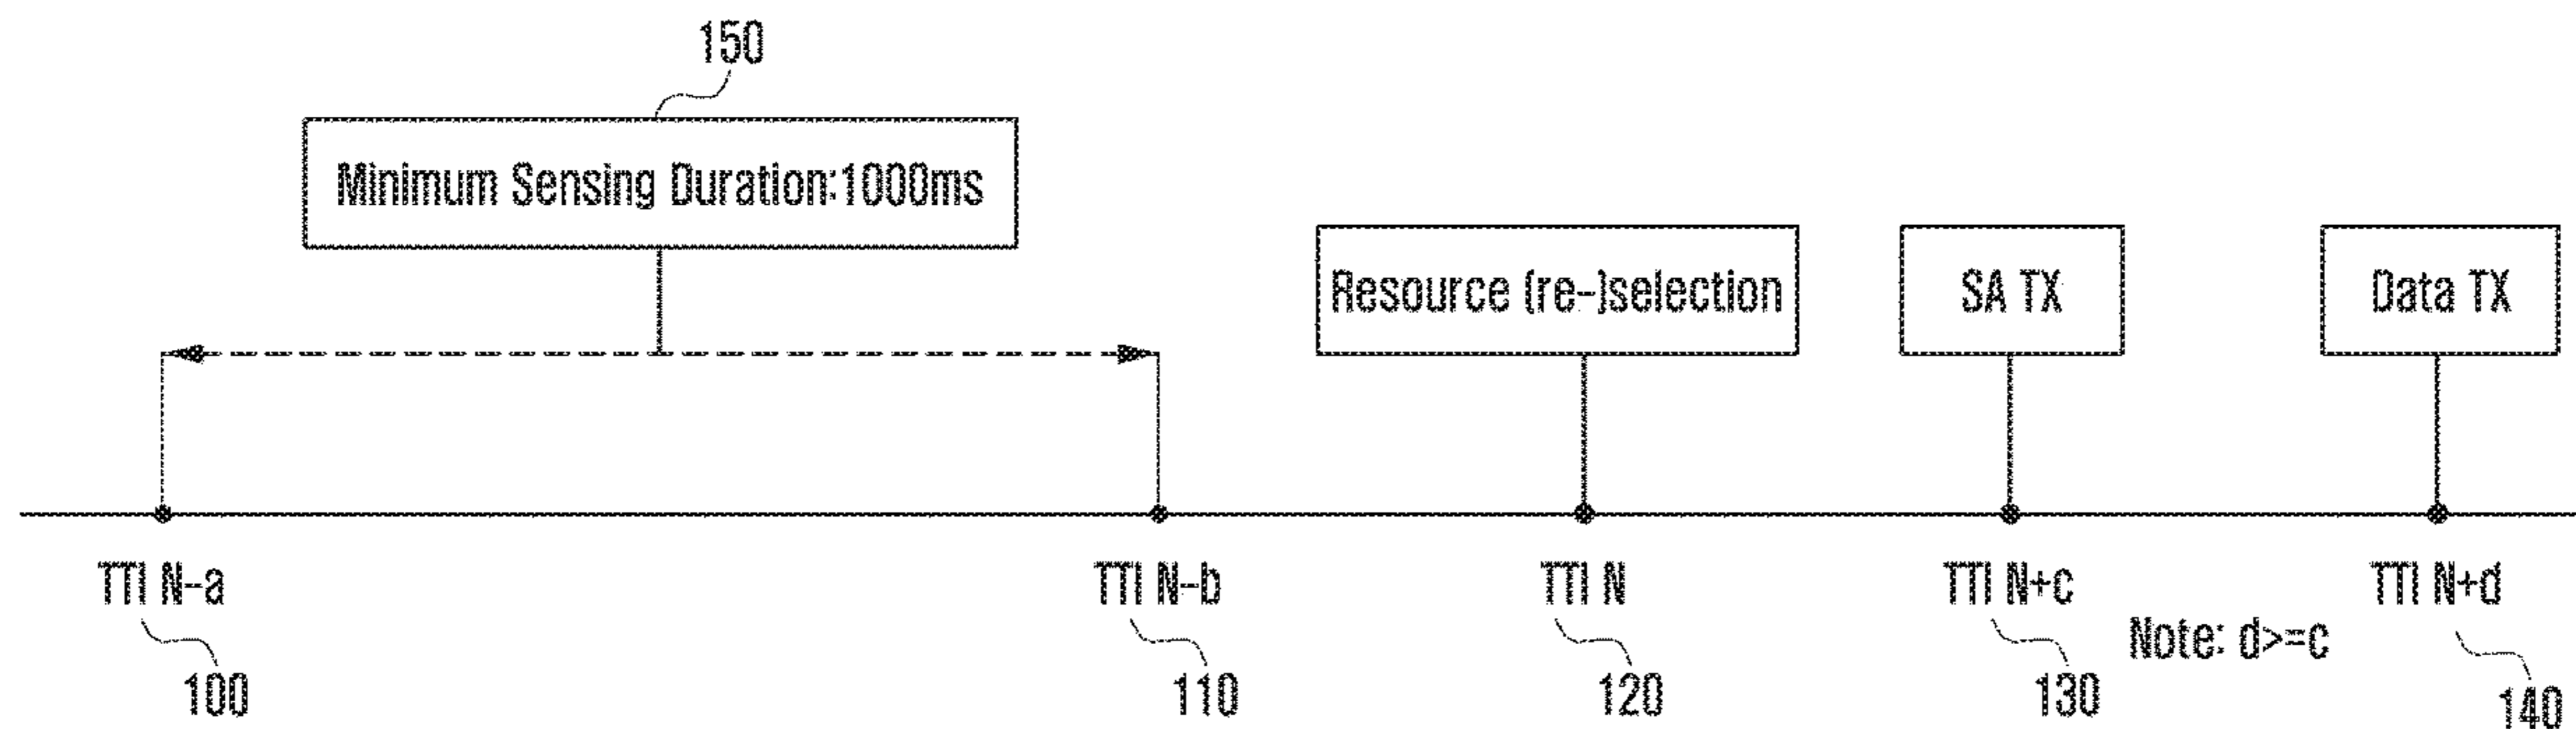 150
Minimum Sensing Duration:1000ms
Resource (re-)selection
SA TX
Data TX
TTI N-a
TTI N-b
TTI N
TTI N+c
TTI N+d
Note: d>=c
100
110
120
130
140